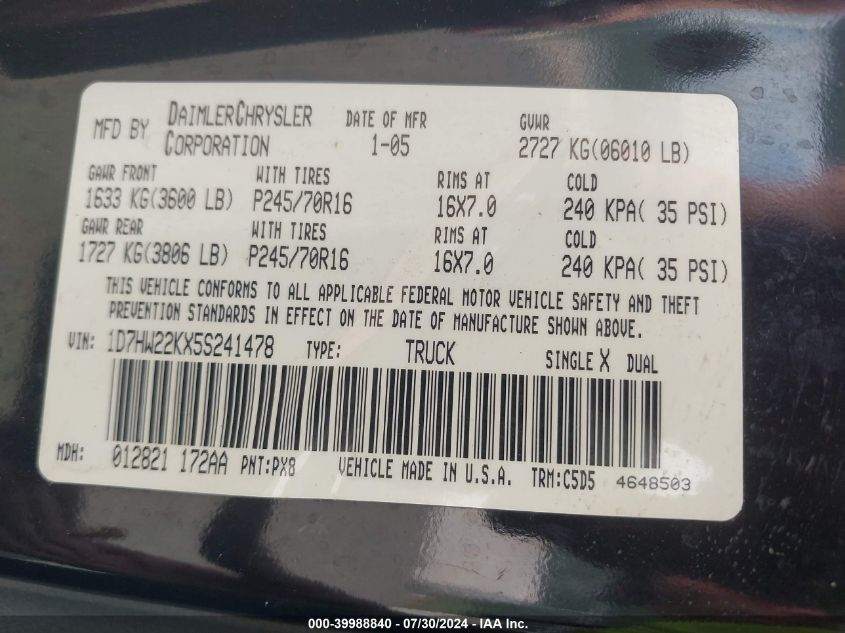 MFD BY DAIMLERCHRYSLER CORPORATION DATE OF MFR 1-05 GVWR 2727 KG(06010 LB)
GAWR FRONT WITH TIRES RIMS AT COLD
1633 KG(3600 LB) P245/70R16 16X7.0 240 KPA( 35 PSI)
GAWR REAR WITH TIRES RIMS AT COLD
1727 KG(3806 LB) P245/70R16 16X7.0 240 KPA( 35 PSI)
THIS VEHICLE CONFORMS TO ALL APPLICABLE FEDERAL MOTOR VEHICLE SAFETY AND THEFT
PREVENTION STANDARDS IN EFFECT ON THE DATE OF MANUFACTURE SHOWN ABOVE.
VIN: 1D7HW22KX5S241478 TYPE: TRUCK SINGLE X DUAL
MDH: 012821 172AA PNT:PX8 VEHICLE MADE IN U.S.A. TRM:C5D5 4648503
000-39988840 - 07/30/2024 - IAA Inc.